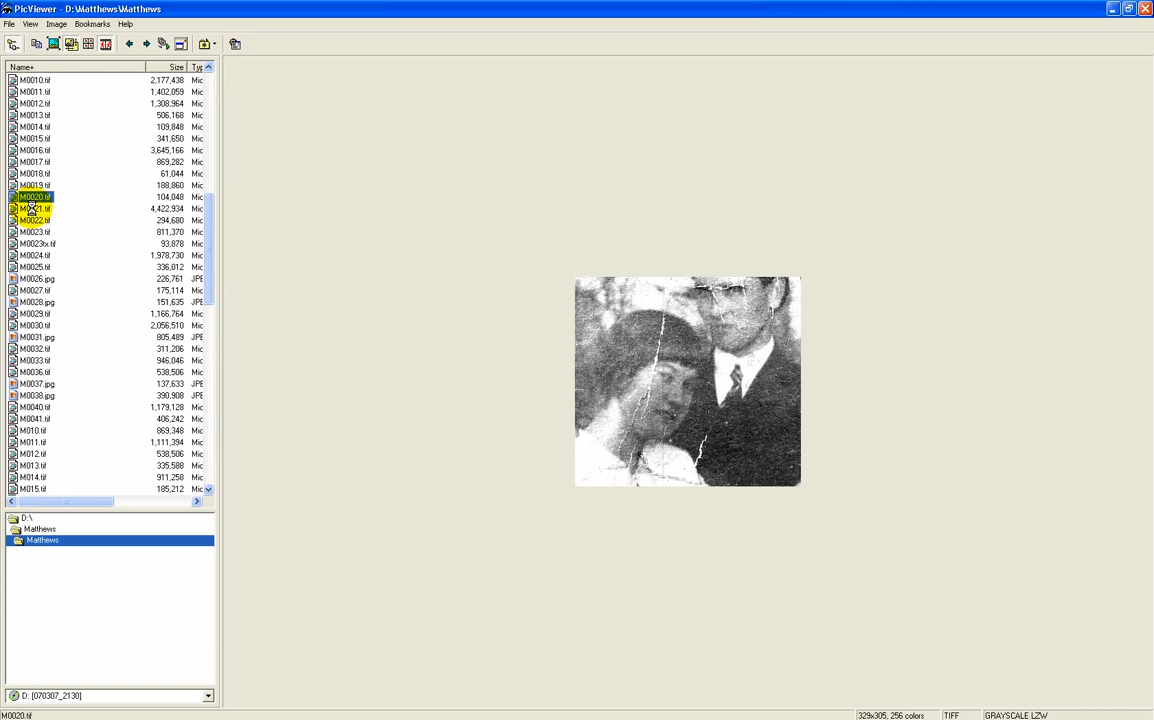 PicViewer - D:\Matthews\Matthews
File View Image Bookmarks Help
Name+ Size Typ
M0010.tif 2,177,438 Mic
M0011.tif 1,402,059 Mic
M0012.tif 1,308,964 Mic
M0013.tif 506,168 Mic
M0014.tif 109,848 Mic
M0015.tif 341,650 Mic
M0016.tif 3,645,166 Mic
M0017.tif 869,282 Mic
M0018.tif 61,044 Mic
M0019.tif 188,860 Mic
M0020.tif 104,048 Mic
M0021.tif 4,422,934 Mic
M0022.tif 294,680 Mic
M0023.tif 811,370 Mic
M0023tx.tif 93,878 Mic
M0024.tif 1,978,730 Mic
M0025.tif 336,012 Mic
M0026.jpg 226,761 JPE
M0027.tif 175,114 Mic
M0028.jpg 151,635 JPE
M0029.tif 1,166,764 Mic
M0030.tif 2,056,510 Mic
M0031.jpg 805,489 JPE
M0032.tif 311,206 Mic
M0033.tif 946,046 Mic
M0036.tif 538,506 Mic
M0037.jpg 137,633 JPE
M0038.jpg 390,908 JPE
M0040.tif 1,179,128 Mic
M0041.tif 406,242 Mic
M010.tif 869,348 Mic
M011.tif 1,111,394 Mic
M012.tif 538,506 Mic
M013.tif 335,588 Mic
M014.tif 911,258 Mic
M015.tif 185,212 Mic
D:\
Matthews
Matthews
D: [070307_2130]
M0020.tif 329x305, 256 colors TIFF GRAYSCALE LZW